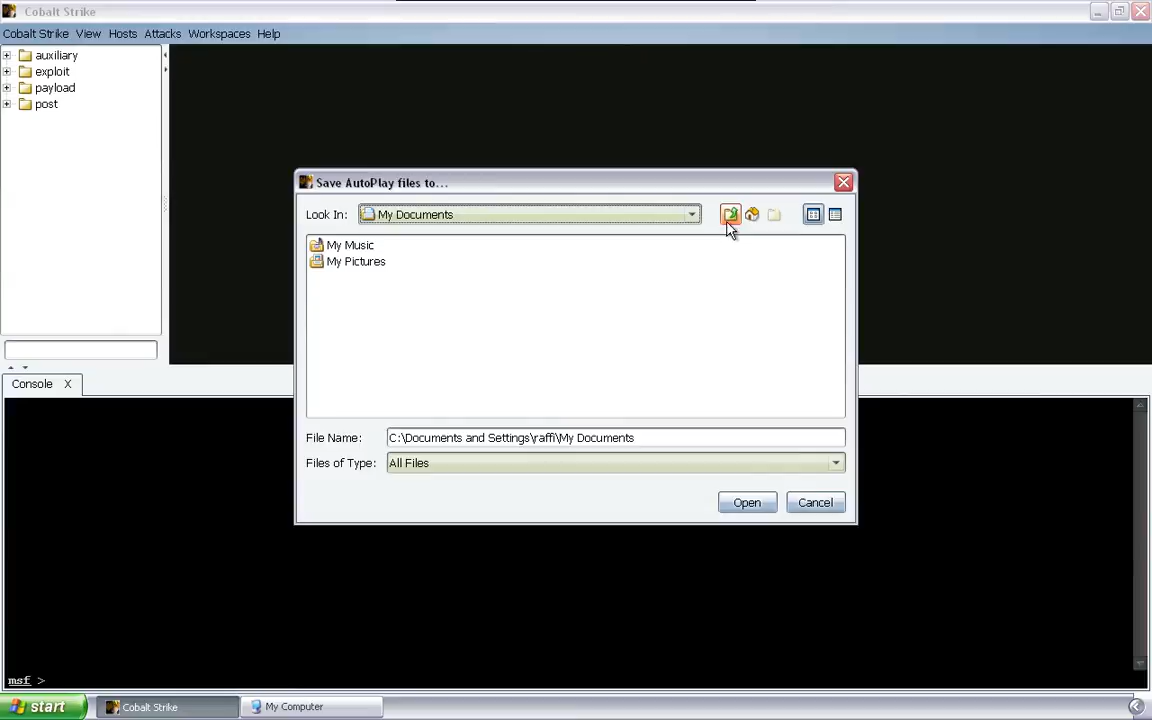 Cobalt Strike
Cobalt Strike View Hosts Attacks Workspaces Help
auxiliary
exploit
payload
post
Save AutoPlay files to...
Look In: My Documents
My Music
My Pictures
File Name: C:\Documents and Settings\raffi\My Documents
Files of Type: All Files
Open Cancel
Console X
msf >
start Cobalt Strike My Computer